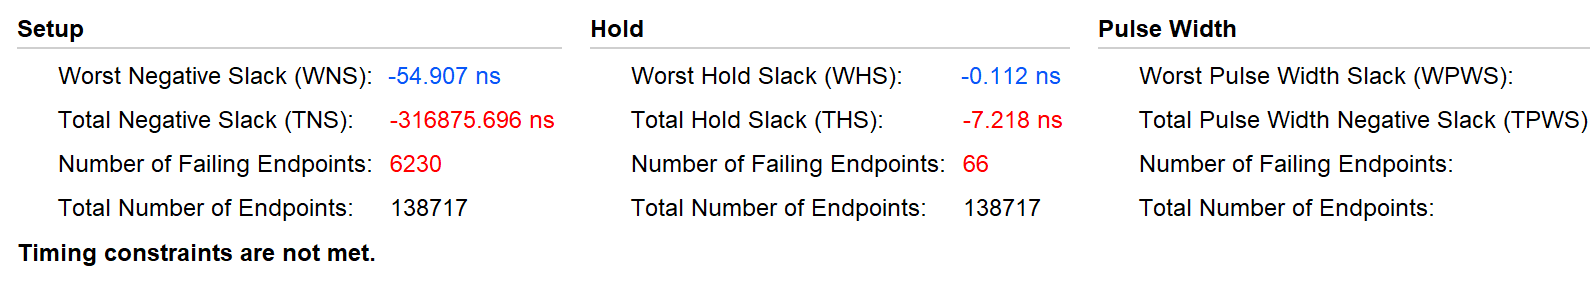 Setup
Worst Negative Slack (WNS): -54.907 ns
Total Negative Slack (TNS): -316875.696 ns
Number of Failing Endpoints: 6230
Total Number of Endpoints: 138717
Timing constraints are not met.
Hold
Worst Hold Slack (WHS): -0.112 ns
Total Hold Slack (THS): -7.218 ns
Number of Failing Endpoints: 66
Total Number of Endpoints: 138717
Pulse Width
Worst Pulse Width Slack (WPWS):
Total Pulse Width Negative Slack (TPWS)
Number of Failing Endpoints:
Total Number of Endpoints: